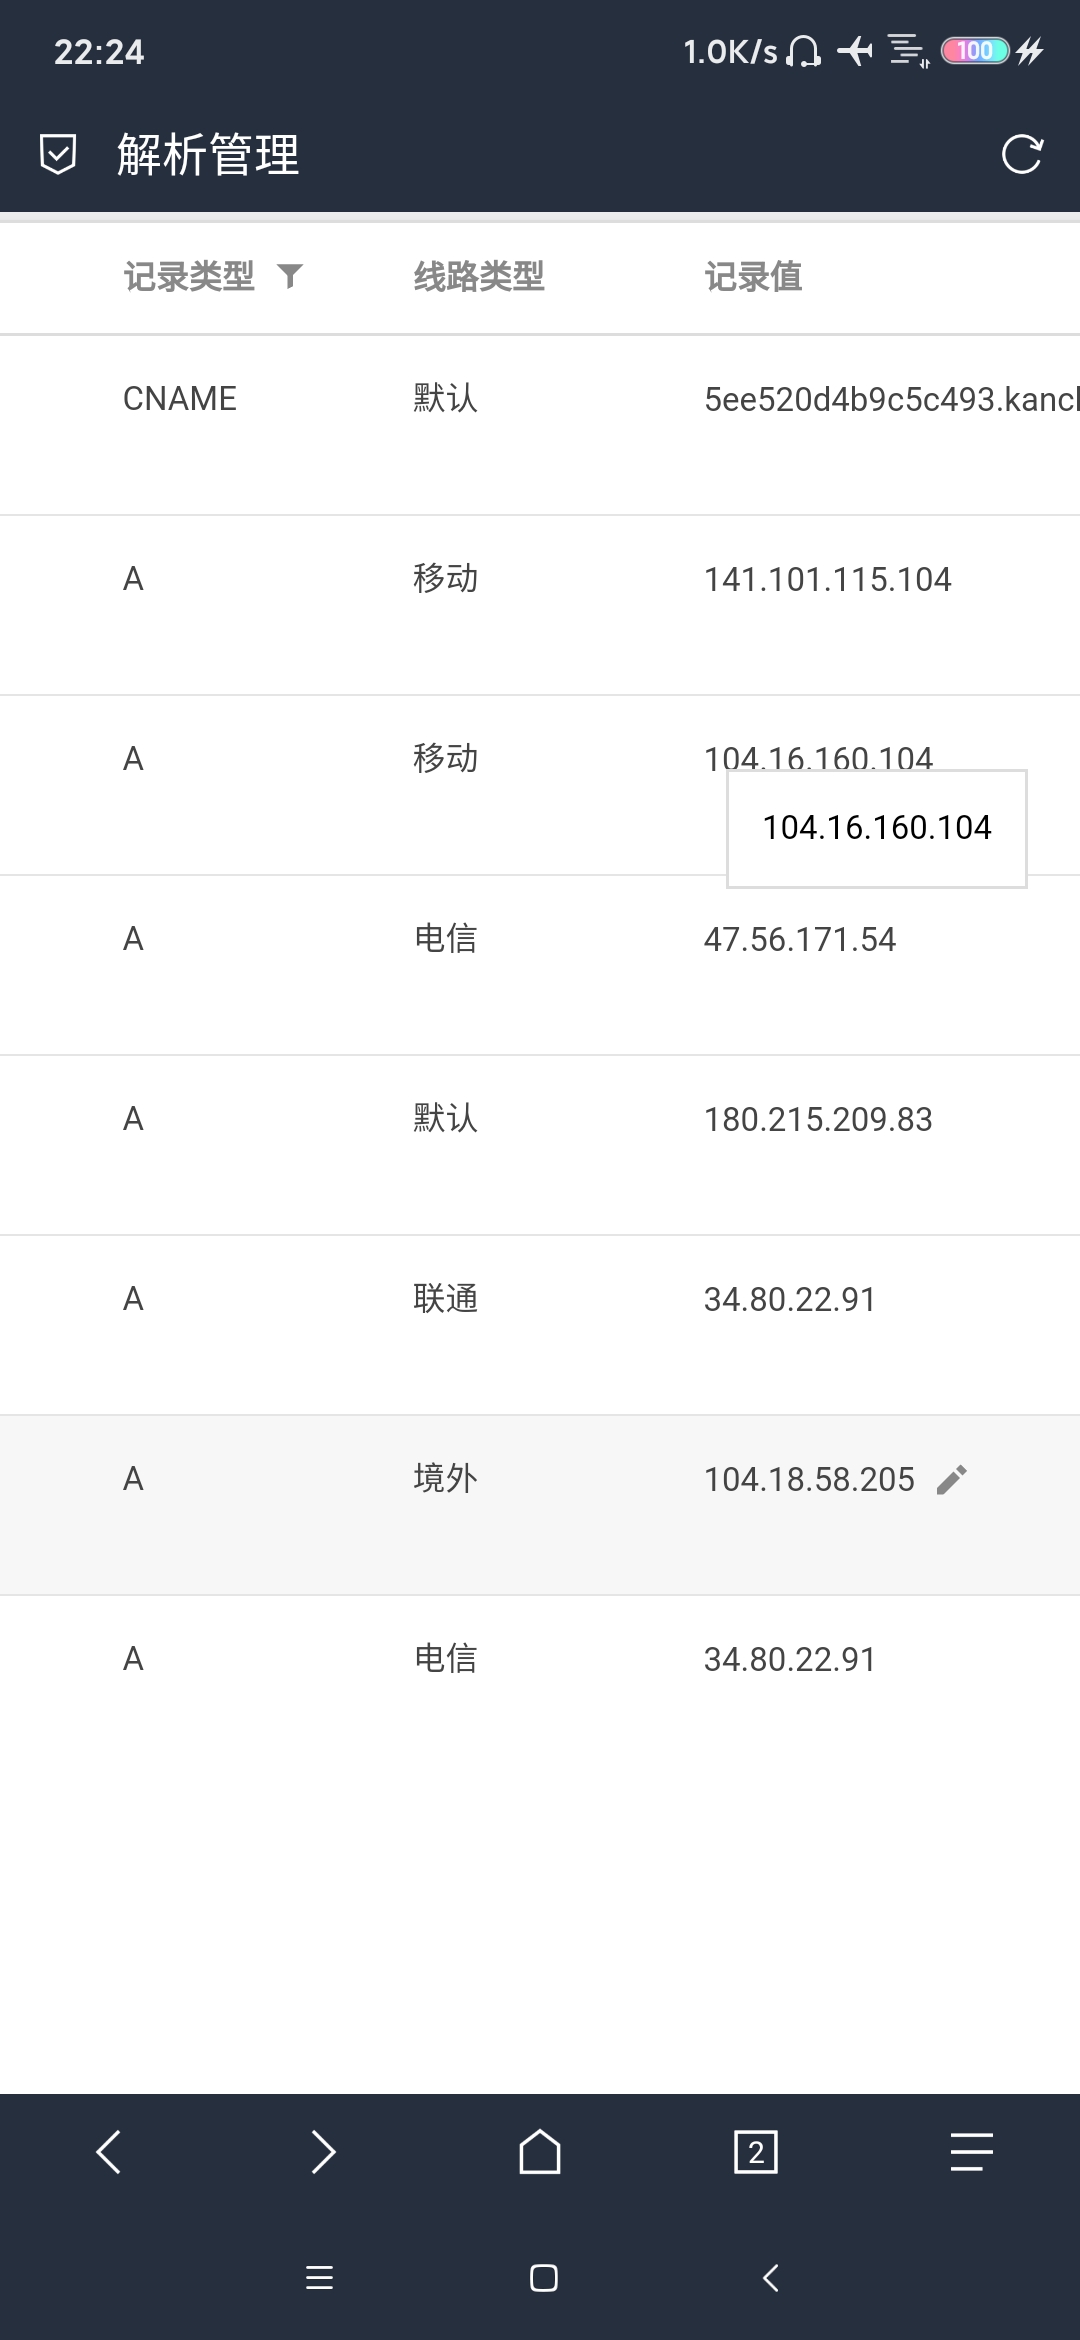 22:24 1.0K/s 100
解析管理
记录类型 线路类型 记录值
CNAME 默认 5ee520d4b9c5c493.kancl
A 移动 141.101.115.104
A 移动 104.16.160.104
104.16.160.104
A 电信 47.56.171.54
A 默认 180.215.209.83
A 联通 34.80.22.91
A 境外 104.18.58.205
A 电信 34.80.22.91
2